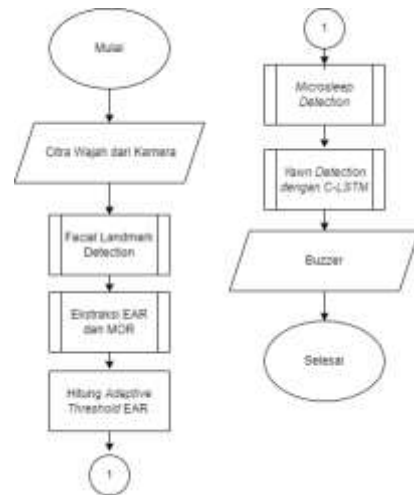 Mulai
Citra Wajah dari Kamera
Facial Landmark
Detection
Ekstraksi EAR
dan MOR
Hitung Adaptive
Threshold EAR
1
1
Microsleep
Detection
Yawn Detection
dengan C-LSTM
Buzzer
Selesai